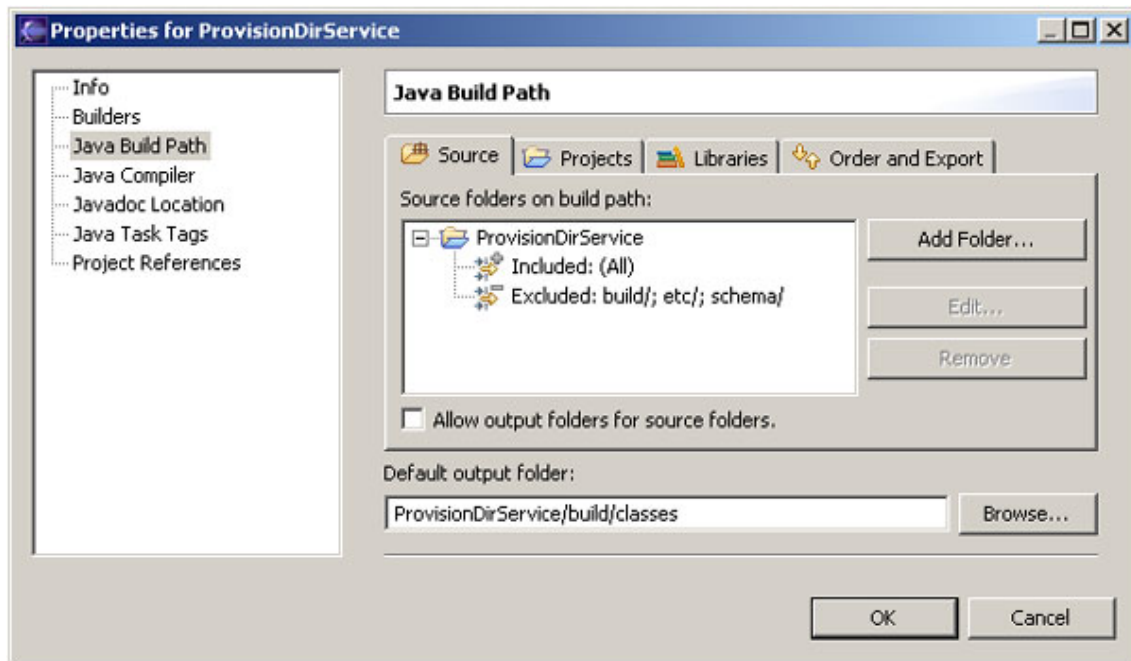 Properties for ProvisionDirService
Info
Builders
Java Build Path
Java Compiler
Javadoc Location
Java Task Tags
Project References
Java Build Path
Source Projects Libraries Order and Export
Source folders on build path:
ProvisionDirService
Included: (All)
Excluded: build/; etc/; schema/
Add Folder...
Edit...
Remove
Allow output folders for source folders.
Default output folder:
ProvisionDirService/build/classes
Browse...
OK
Cancel